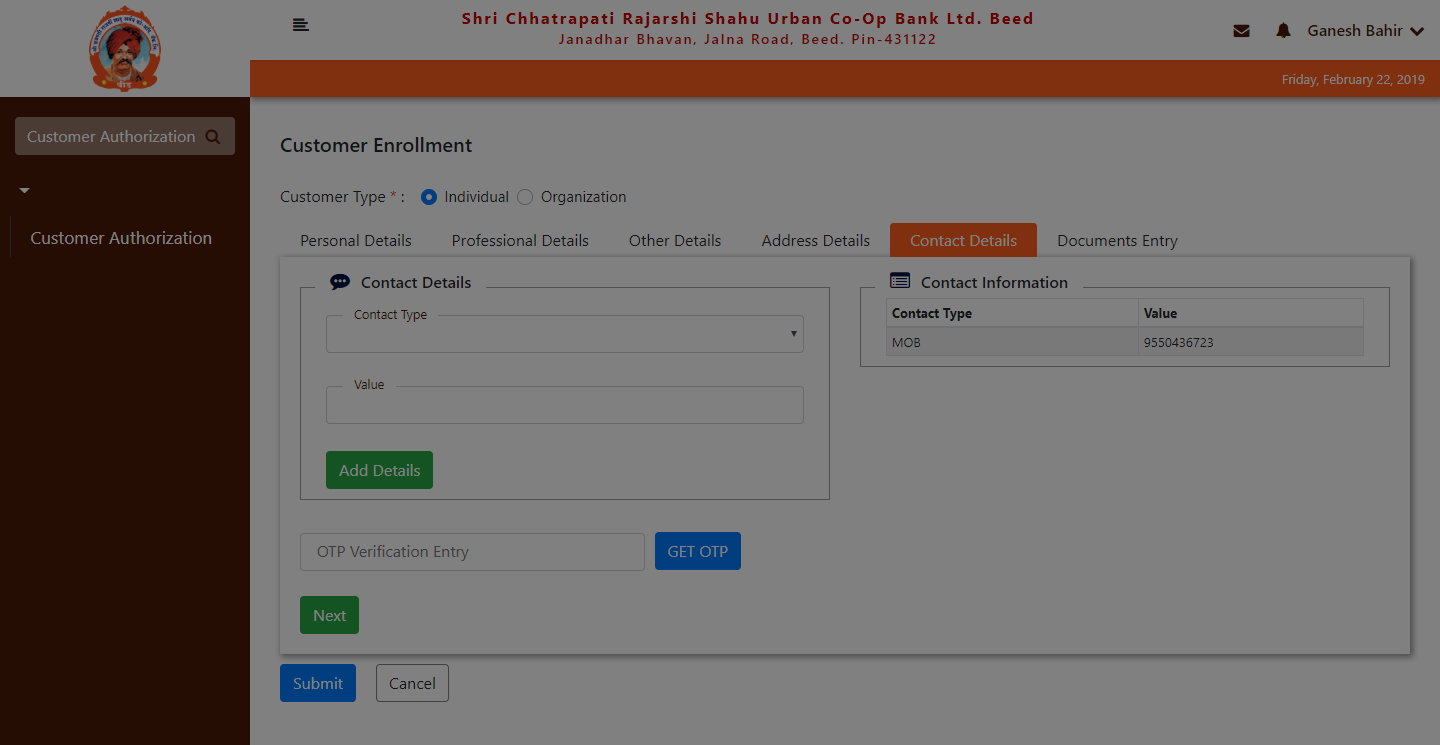 Shri Chhatrapati Rajarshi Shahu Urban Co-Op Bank Ltd. Beed
Janadhar Bhavan, Jalna Road, Beed. Pin-431122
Ganesh Bahir
Friday, February 22, 2019
बीड
Customer Authorization
Customer Authorization
Customer Enrollment
Customer Type * : Individual Organization
Personal Details Professional Details Other Details Address Details Contact Details Documents Entry
Contact Details
Contact Type
Value
Add Details
Contact Information
Contact Type Value
MOB 9550436723
OTP Verification Entry GET OTP
Next
Submit Cancel